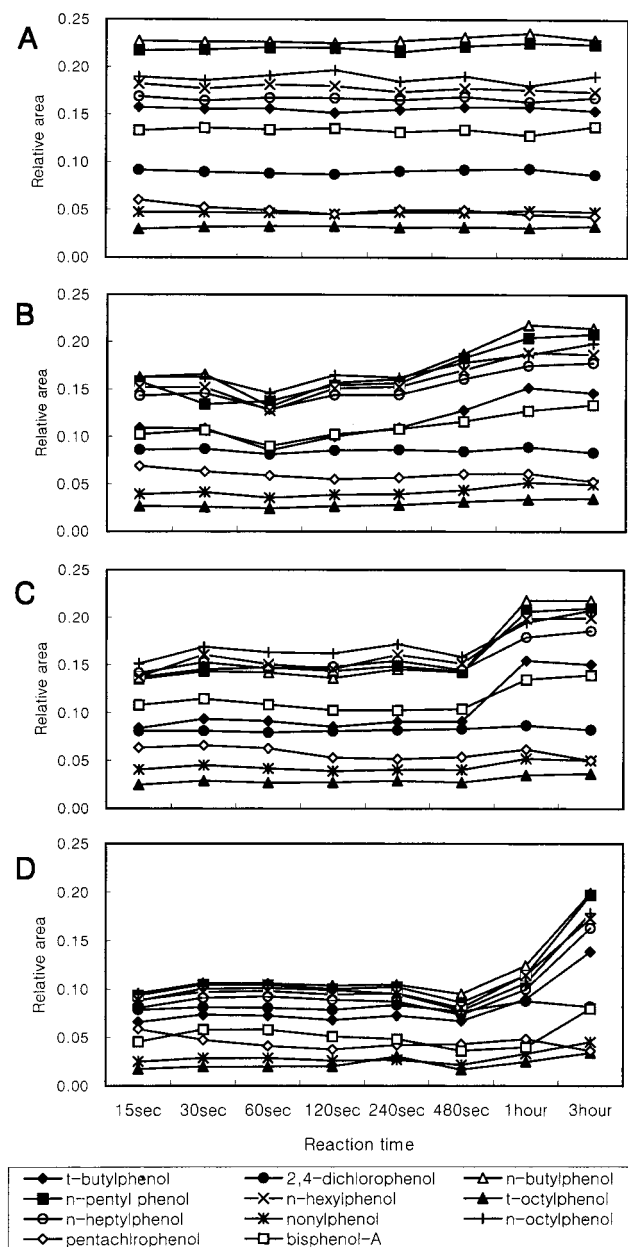 A
Relative area
0.25
0.20
0.15
0.10
0.05
0.00
B
Relative area
0.25
0.20
0.15
0.10
0.05
0.00
C
Relative area
0.25
0.20
0.15
0.10
0.05
0.00
D
Relative area
0.25
0.20
0.15
0.10
0.05
0.00
15sec 30sec 60sec 120sec 240sec 480sec 1hour 3hour
Reaction time
t-butylphenol 2,4-dichlorophenol n-butylphenol
n-pentyl phenol n-hexylphenol t-octylphenol
n-heptylphenol nonylphenol n-octylphenol
pentachlrophenol bisphenol-A